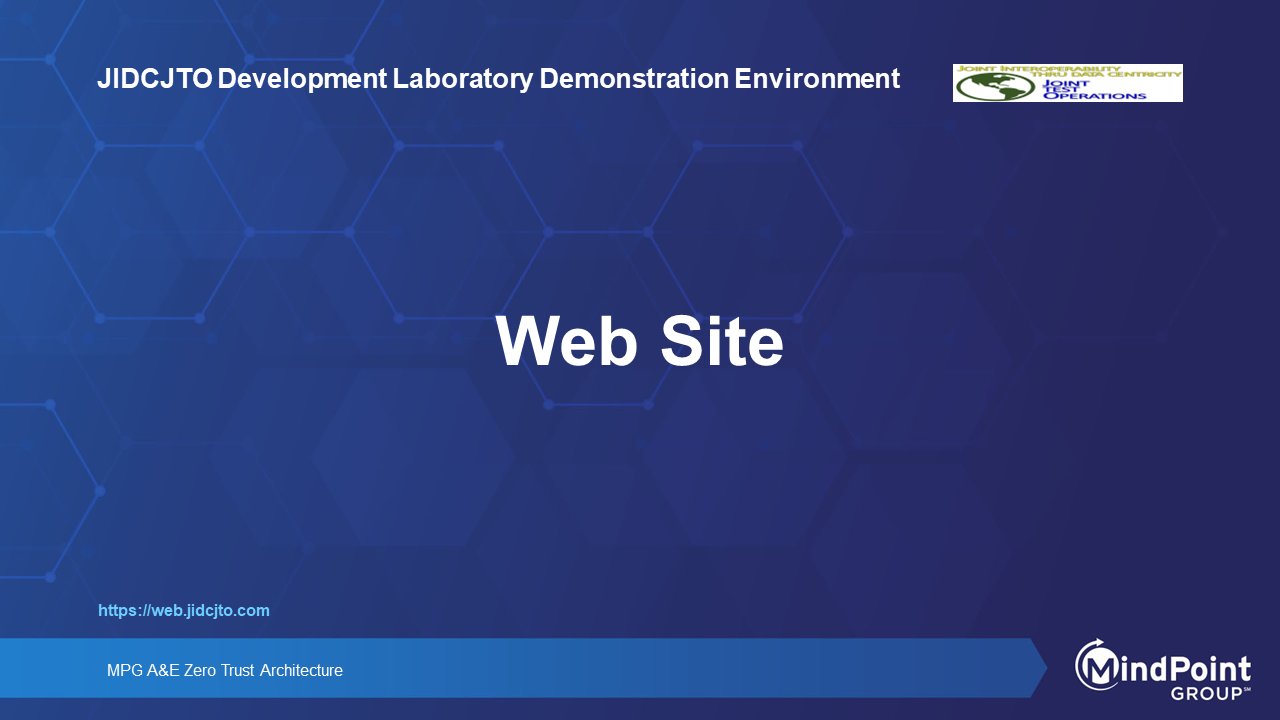 JIDCJTO Development Laboratory Demonstration Environment
JOINT INTEROPERABILITY
THRU DATA CENTRICITY
JOINT
TEST
OPERATIONS
Web Site
https://web.jidcjto.com
MPG A&E Zero Trust Architecture
MindPoint
GROUP℠